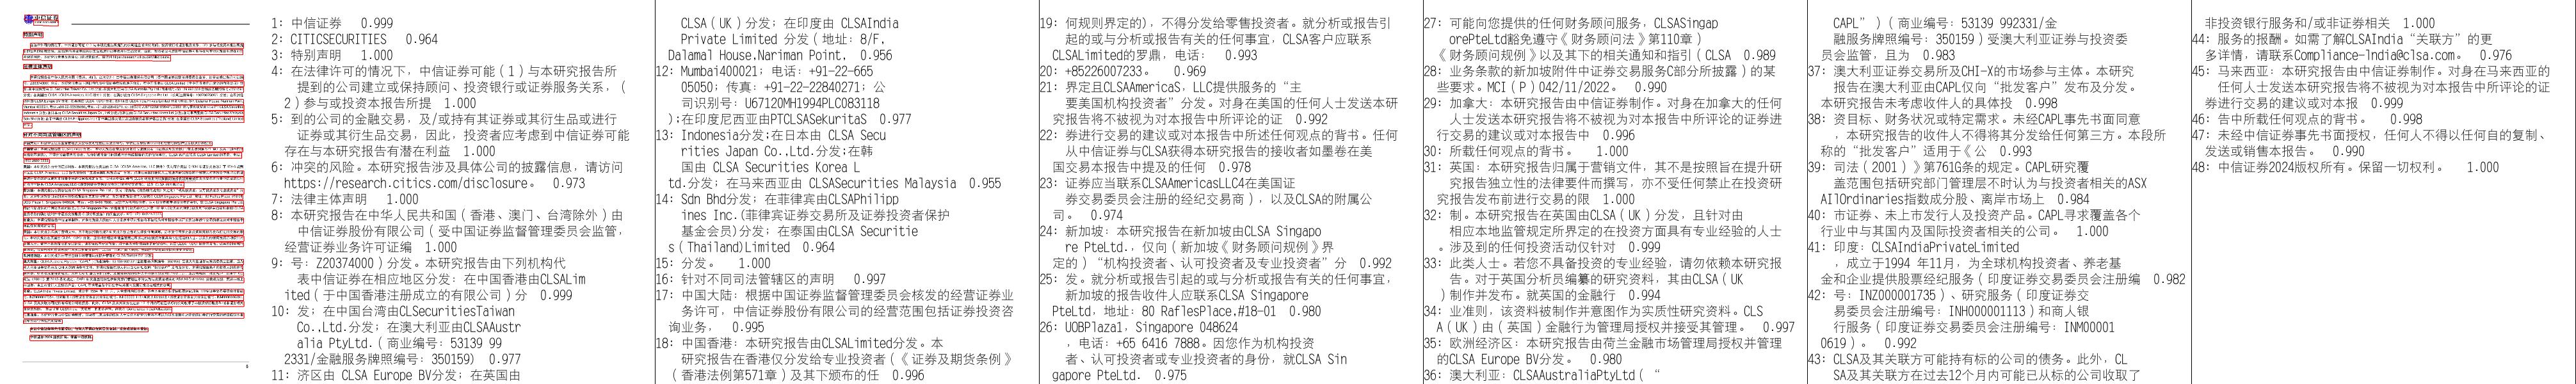 1: 中信证券 0.999
2: CITICSECURITIES 0.964
3: 特别声明 1.000
4: 在法律许可的情况下，中信证券可能（1）与本研究报告所
提到的公司建立或保持顾问、投资银行或证券服务关系，（
2）参与或投资本报告所提 1.000
5: 到的公司的金融交易，及/或持有其证券或其衍生品或进行
证券或其衍生品交易，因此，投资者应考虑到中信证券可能
存在与本研究报告有潜在利益 1.000
6: 冲突的风险。本研究报告涉及具体公司的披露信息，请访问
https://research.citics.com/disclosure。 0.973
7: 法律主体声明 1.000
8: 本研究报告在中华人民共和国（香港、澳门、台湾除外）由
中信证券股份有限公司（受中国证券监督管理委员会监管，
经营证券业务许可证编 1.000
9: 号：Z20374000）分发。本研究报告由下列机构代
表中信证券在相应地区分发：在中国香港由CLSALim
ited（于中国香港注册成立的有限公司）分 0.999
10: 发；在中国台湾由CLSecuritiesTaiwan
Co.,Ltd.分发；在澳大利亚由CLSAAustr
alia PtyLtd.(商业编号：53139 99
2331/金融服务牌照编号：350159) 0.977
11: 济区由 CLSA Europe BV分发；在英国由
CLSA（UK）分发；在印度由 CLSAIndia
Private Limited 分发（地址：8/F,
Dalamal House.Nariman Point. 0.956
12: Mumbai400021；电话：+91-22-665
05050；传真：+91-22-22840271；公
司识别号：U67120MH1994PLC083118
);在印度尼西亚由PTCLSASekuritaS 0.977
13: Indonesia分发;在日本由 CLSA Secu
rities Japan Co.,Ltd.分发;在韩
国由 CLSA Securities Korea L
td.分发；在马来西亚由 CLSASecurities Malaysia 0.955
14: Sdn Bhd分发；在菲律宾由CLSAPhilipp
ines Inc.(菲律宾证券交易所及证券投资者保护
基金会员)分发；在泰国由CLSA Securitie
s(Thailand)Limited 0.964
15: 分发。 1.000
16: 针对不同司法管辖区的声明 0.997
17: 中国大陆：根据中国证券监督管理委员会核发的经营证券业
务许可，中信证券股份有限公司的经营范围包括证券投资咨
询业务， 0.995
18: 中国香港：本研究报告由CLSALimited分发。本
研究报告在香港仅分发给专业投资者（《证券及期货条例》
（香港法例第571章）及其下颁布的任 0.996
19: 何规则界定的)，不得分发给零售投资者。就分析或报告引
起的或与分析或报告有关的任何事宜，CLSA客户应联系
CLSALimited的罗鼎，电话： 0.993
20: +85226007233。 0.969
21: 界定且CLSAAmericaS，LLC提供服务的“主
要美国机构投资者”分发。对身在美国的任何人士发送本研
究报告将不被视为对本报告中所评论的证 0.992
22: 券进行交易的建议或对本报告中所述任何观点的背书。任何
从中信证券与CLSA获得本研究报告的接收者如墨卷在美
国交易本报告中提及的任何 0.978
23: 证券应当联系CLSAAmericasLLC4在美国证
券交易委员会注册的经纪交易商），以及CLSA的附属公
司。 0.974
24: 新加坡：本研究报告在新加坡由CLSA Singapo
re PteLtd.，仅向（新加坡《财务顾问规例》界
定的）“机构投资者、认可投资者及专业投资者”分 0.992
25: 发。就分析或报告引起的或与分析或报告有关的任何事宜，
新加坡的报告收件人应联系CLSA Singapore
PteLtd，地址：80 RaflesPlace.#18-01 0.980
26: UOBPlaza1, Singapore 048624
，电话：+65 6416 7888。因您作为机构投资
者、认可投资者或专业投资者的身份，就CLSA Sin
gapore PteLtd. 0.975
27: 可能向您提供的任何财务顾问服务，CLSASingap
orePteLtd豁免遵守《财务顾问法》第110章）
《财务顾问规例》以及其下的相关通知和指引（CLSA 0.989
28: 业务条款的新加坡附件中证券交易服务C部分所披露）的某
些要求。MCI（P）042/11/2022。 0.990
29: 加拿大：本研究报告由中信证券制作。对身在加拿大的任何
人士发送本研究报告将不被视为对本报告中所评论的证券进
行交易的建议或对本报告中 0.996
30: 所载任何观点的背书。 1.000
31: 英国：本研究报告归属于营销文件，其不是按照旨在提升研
究报告独立性的法律要件而撰写，亦不受任何禁止在投资研
究报告发布前进行交易的限 1.000
32: 制。本研究报告在英国由CLSA（UK）分发，且针对由
相应本地监管规定所界定的在投资方面具有专业经验的人士
。涉及到的任何投资活动仅针对 0.999
33: 此类人士。若您不具备投资的专业经验，请勿依赖本研究报
告。对于英国分析员编纂的研究资料，其由CLSA（UK
）制作并发布。就英国的金融行 0.994
34: 业准则，该资料被制作并意图作为实质性研究资料。CLS
A（UK）由（英国）金融行为管理局授权并接受其管理。 0.997
35: 欧洲经济区：本研究报告由荷兰金融市场管理局授权并管理
的CLSA Europe BV分发。 0.980
36: 澳大利亚：CLSAAustraliaPtyLtd（ “
CAPL”）（商业编号：53139 992331/金
融服务牌照编号：350159）受澳大利亚证券与投资委
员会监管，且为 0.983
37: 澳大利亚证券交易所及CHI-X的市场参与主体。本研究
报告在澳大利亚由CAPL仅向“批发客户”发布及分发。
本研究报告未考虑收件人的具体投 0.998
38: 资目标、财务状况或特定需求。未经CAPL事先书面同意
，本研究报告的收件人不得将其分发给任何第三方。本段所
称的“批发客户”适用于《公 0.993
39: 司法（2001）》第761G条的规定。CAPL研究覆
盖范围包括研究部门管理层不时认为与投资者相关的ASX
AIlOrdinaries指数成分股、离岸市场上 0.984
40: 市证券、未上市发行人及投资产品。CAPL寻求覆盖各个
行业中与其国内及国际投资者相关的公司。 1.000
41: 印度：CLSAIndiaPrivateLimited
，成立于1994 年11月，为全球机构投资者、养老基
金和企业提供股票经纪服务（印度证券交易委员会注册编 0.982
42: 号：INZ000001735）、研究服务（印度证券交
易委员会注册编号：INH000001113）和商人银
行服务（印度证券交易委员会注册编号：INM00001
0619）。 0.992
43: CLSA及其关联方可能持有标的公司的债务。此外，CL
SA及其关联方在过去12个月内可能已从标的公司收取了
非投资银行服务和/或非证券相关 1.000
44: 服务的报酬。如需了解CLSAIndia“关联方”的更
多详情，请联系Compliance-lndia@clsa.com。 0.976
45: 马来西亚：本研究报告由中信证券制作。对身在马来西亚的
任何人士发送本研究报告将不被视为对本报告中所评论的证
券进行交易的建议或对本报 0.999
46: 告中所载任何观点的背书。 0.998
47: 未经中信证券事先书面授权，任何人不得以任何目的复制、
发送或销售本报告。 0.990
48: 中信证券2024版权所有。保留一切权利。 1.000